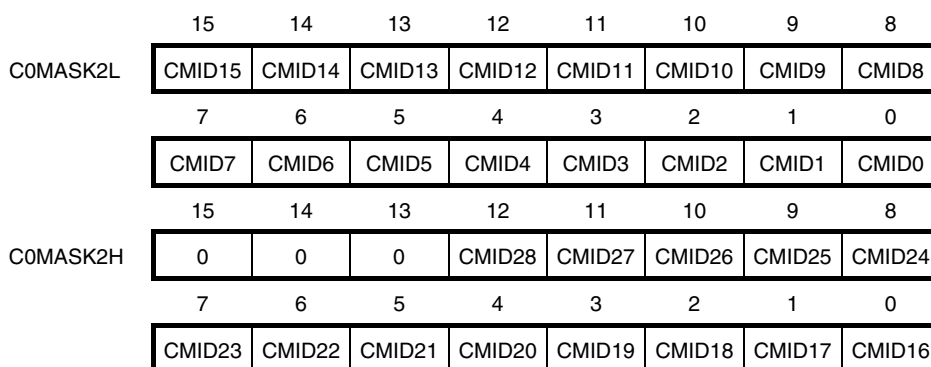 15 14 13 12 11 10 9 8
C0MASK2L CMID15 CMID14 CMID13 CMID12 CMID11 CMID10 CMID9 CMID8
7 6 5 4 3 2 1 0
CMID7 CMID6 CMID5 CMID4 CMID3 CMID2 CMID1 CMID0
15 14 13 12 11 10 9 8
C0MASK2H 0 0 0 CMID28 CMID27 CMID26 CMID25 CMID24
7 6 5 4 3 2 1 0
CMID23 CMID22 CMID21 CMID20 CMID19 CMID18 CMID17 CMID16